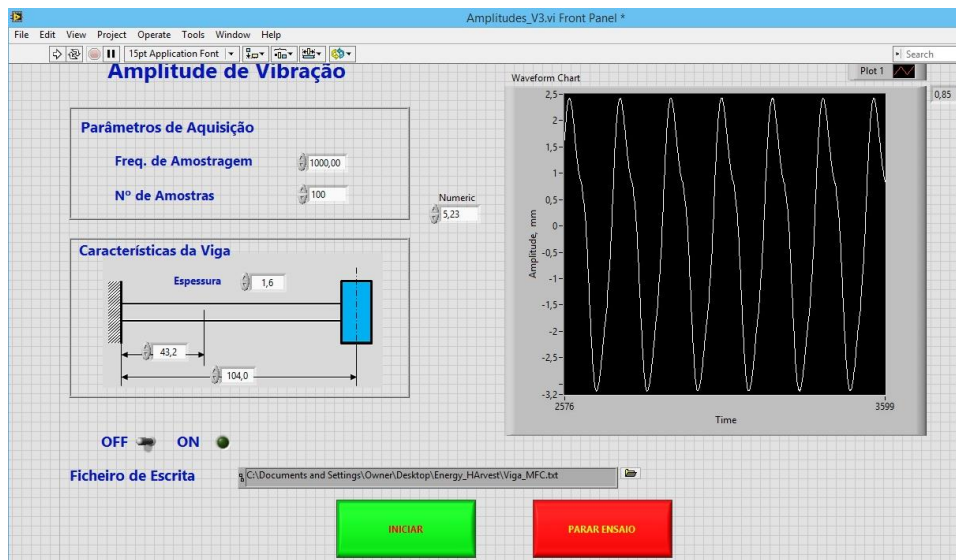 Amplitudes_V3.vi Front Panel *
File Edit View Project Operate Tools Window Help
15pt Application Font
Search
Amplitude de Vibração
Waveform Chart
Plot 1
0,85
Parâmetros de Aquisição
Freq. de Amostragem 1000,00
Nº de Amostras 100
Numeric
5,23
Características da Viga
Espessura 1,6
43,2
104,0
Amplitude, mm
2,5-
2-
1,5-
1-
0,5-
0-
-0,5-
-1-
-1,5-
-2-
-2,5-
-3,2-
2576 3599
Time
OFF ON
Ficheiro de Escrita C:\Documents and Settings\Owner\Desktop\Energy_HArvest\Viga_MFC.txt
INICIAR PARAR ENSAIO